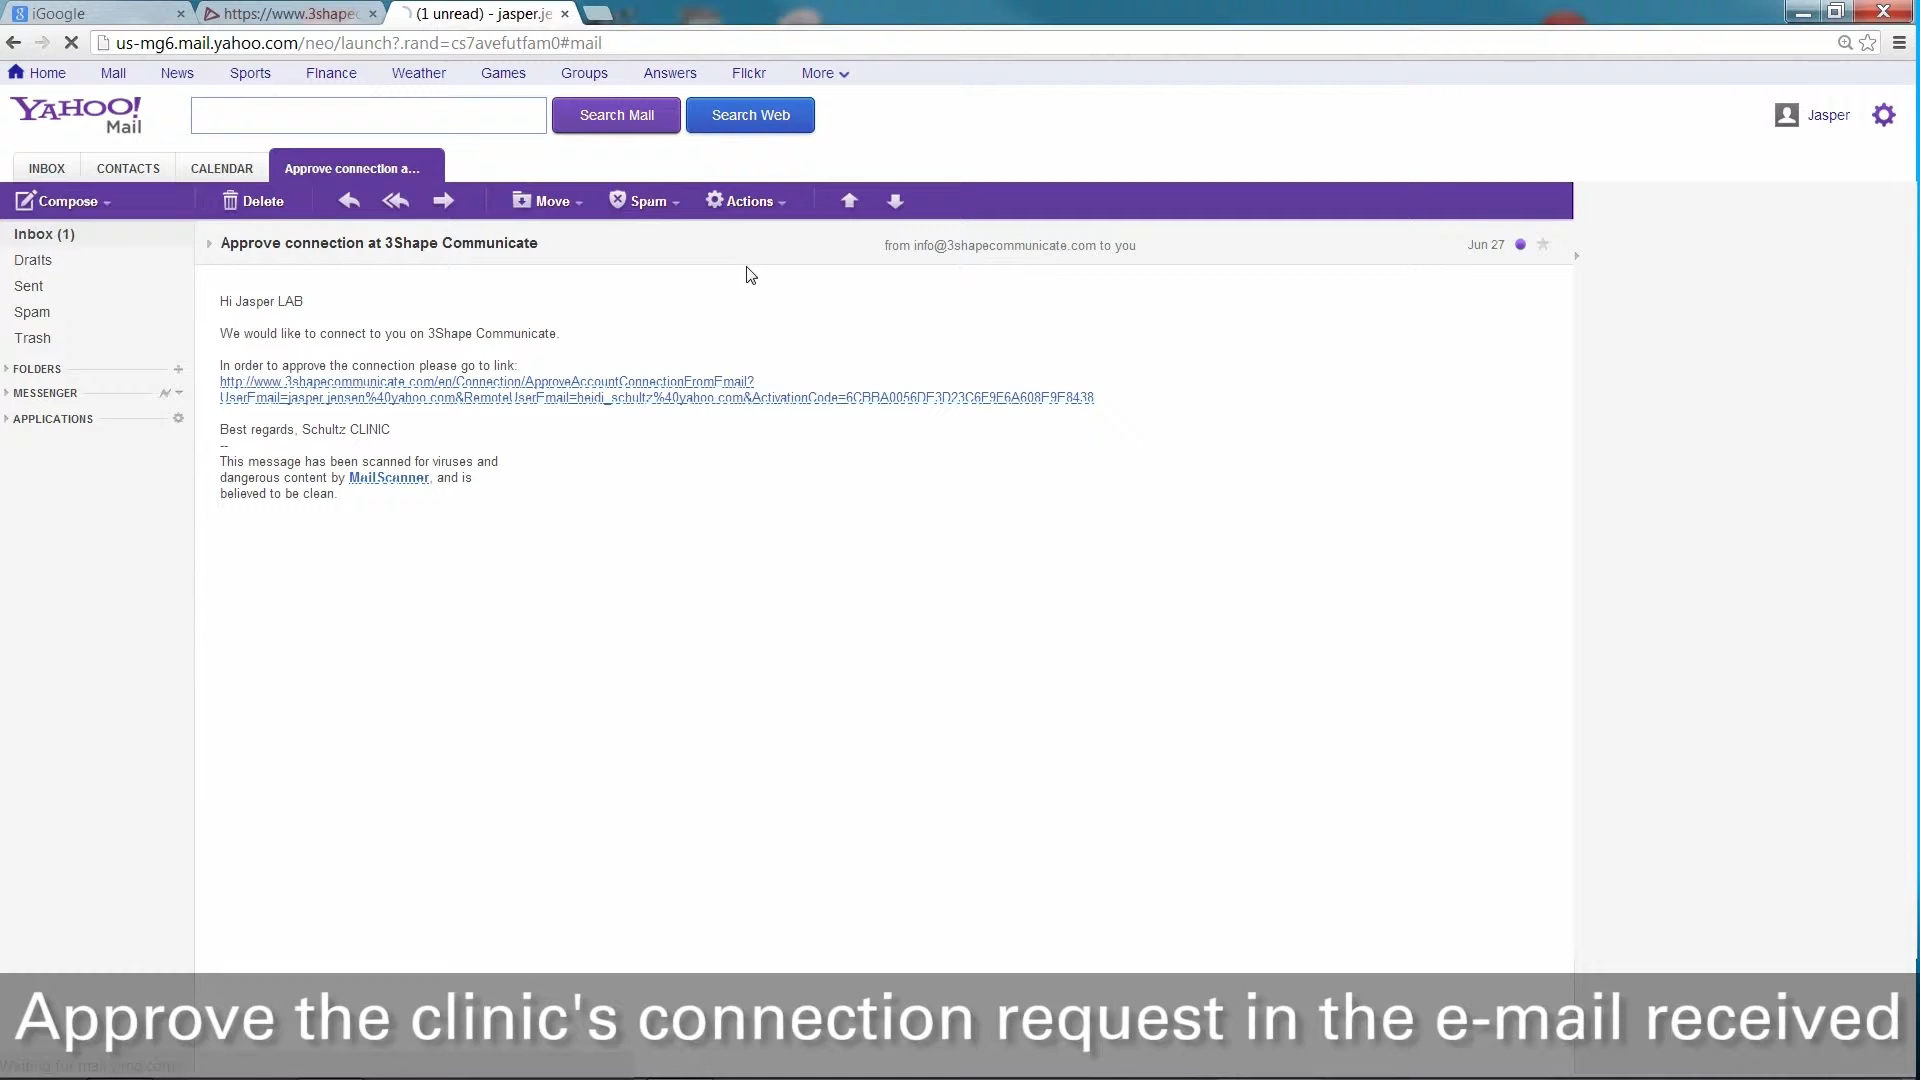 iGoogle
https://www.3shapec
(1 unread) - jasper.je
us-mg6.mail.yahoo.com/neo/launch?.rand=cs7avefutfam0#mail
Home Mail News Sports Finance Weather Games Groups Answers Flickr More
YAHOO! Mail
Search Mail Search Web
Jasper
INBOX CONTACTS CALENDAR Approve connection a...
Compose Delete Move Spam Actions
Inbox (1)
Drafts
Sent
Spam
Trash
FOLDERS
MESSENGER
APPLICATIONS
Approve connection at 3Shape Communicate from info@3shapecommunicate.com to you Jun 27
Hi Jasper LAB
We would like to connect to you on 3Shape Communicate.
In order to approve the connection please go to link:
http://www.3shapecommunicate.com/en/Connection/ApproveAccountConnectionFromEmail?
UserEmail=jasper.jensen%40yahoo.com&RemoteUserEmail=heidi_schultz%40yahoo.com&ActivationCode=6CBBA0056DF3D23C6F9F6A608F9F8438
Best regards, Schultz CLINIC
--
This message has been scanned for viruses and
dangerous content by MailScanner, and is
believed to be clean.
Approve the clinic's connection request in the e-mail received